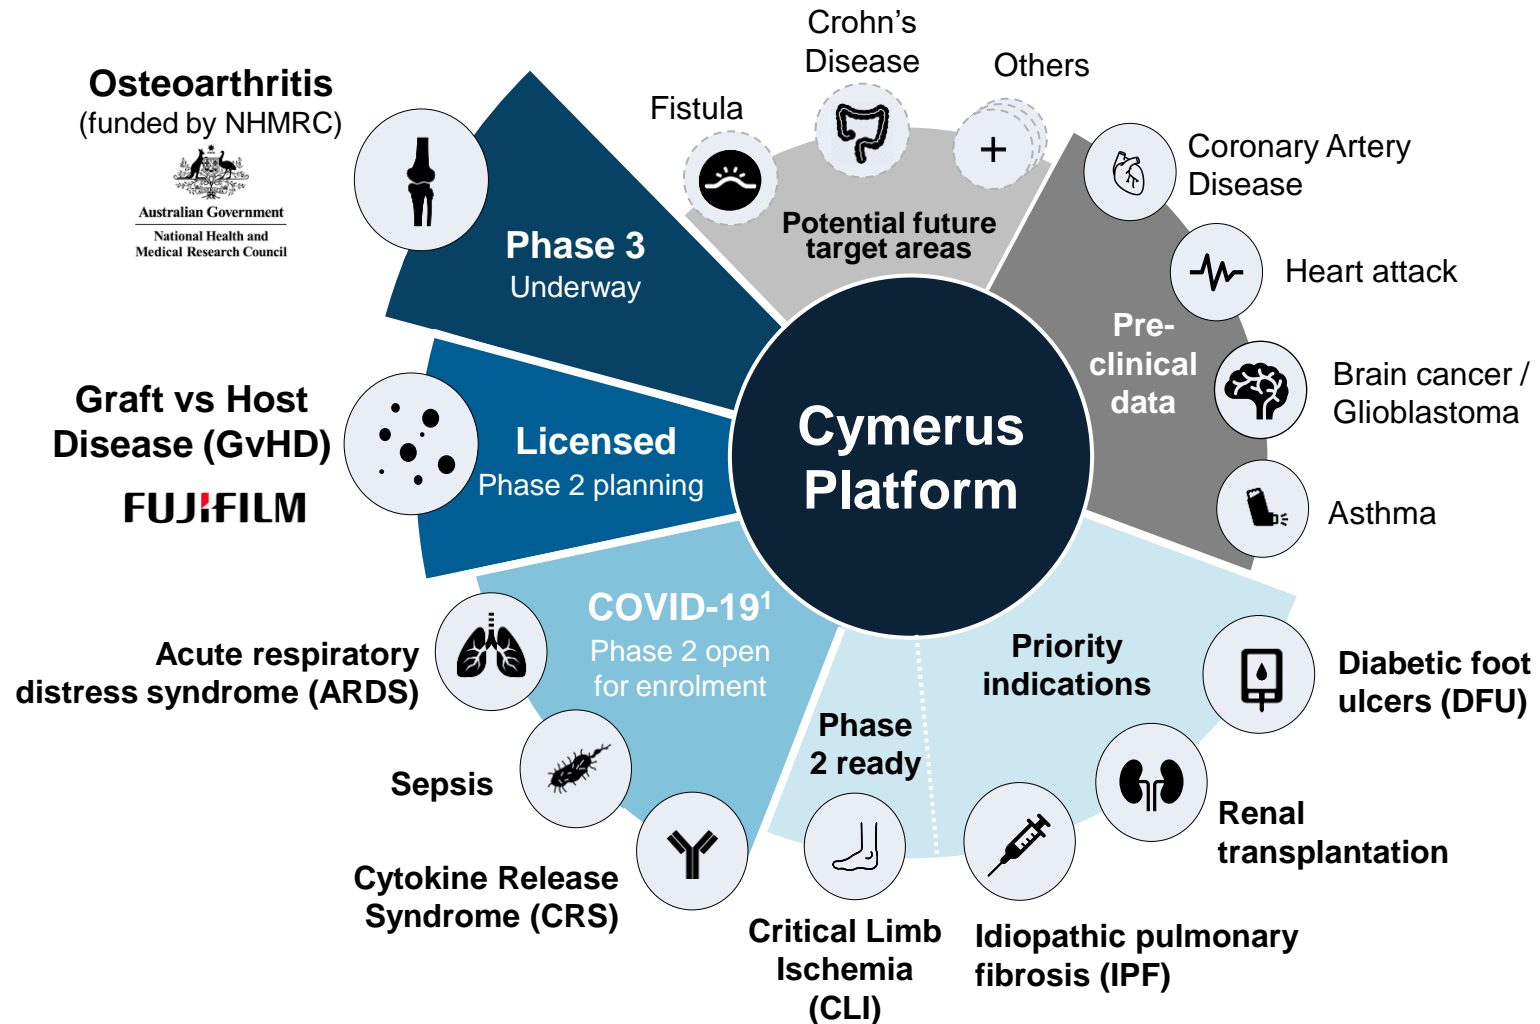 Osteoarthritis
(funded by NHMRC)
Australian Government
National Health and
Medical Research Council
Phase 3
Underway
Fistula
Crohn’s
Disease
Others
+
Potential future
target areas
Coronary Artery
Disease
Heart attack
Brain cancer /
Glioblastoma
Asthma
Pre-
clinical
data
Graft vs Host
Disease (GvHD)
FUJIFILM
Licensed
Phase 2 planning
Cymerus
Platform
COVID-19¹
Phase 2 open
for enrolment
Acute respiratory
distress syndrome (ARDS)
Sepsis
Cytokine Release
Syndrome (CRS)
Phase
2 ready
Critical Limb
Ischemia
(CLI)
Priority
indications
Diabetic foot
ulcers (DFU)
Renal
transplantation
Idiopathic pulmonary
fibrosis (IPF)